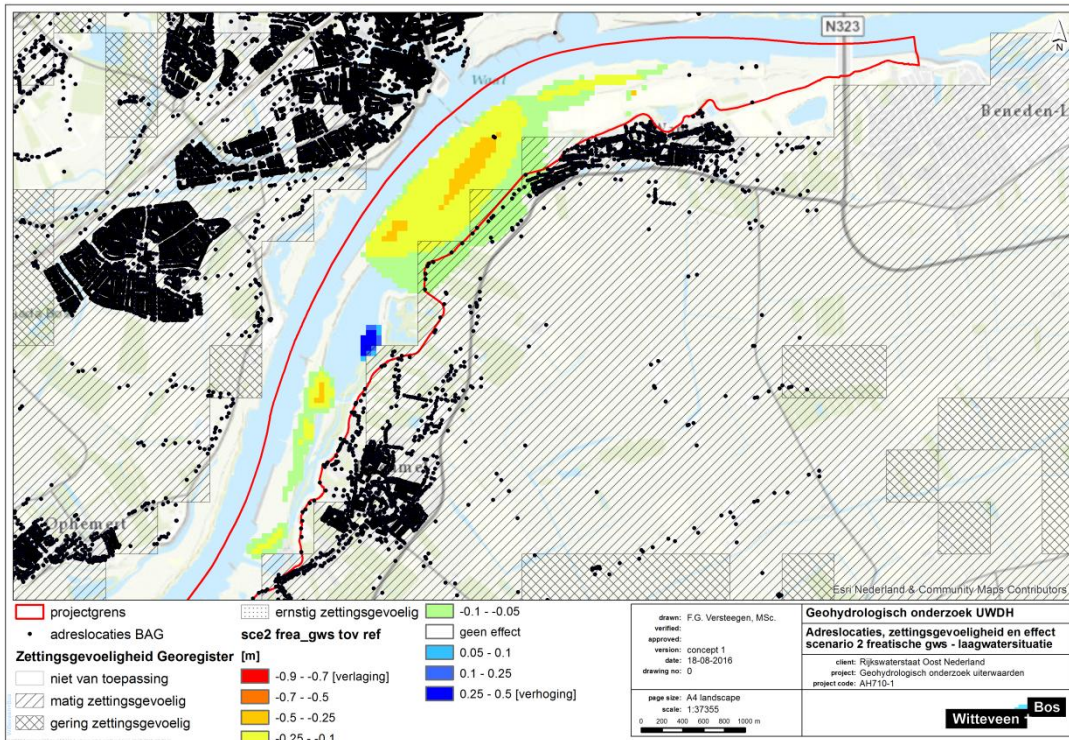 N323
Waal
Beneden-L
Ophemert
Esri Nederland & Community Maps Contributors
projectgrens
adreslocaties BAG
Zettingsgevoeligheid Georegister
niet van toepassing
matig zettingsgevoelig
gering zettingsgevoelig
ernstig zettingsgevoelig
sce2 frea_gws tov ref
[m]
-0.9 - -0.7 [verlaging]
-0.7 - -0.5
-0.5 - -0.25
-0.25 - -0.1
-0.1 - -0.05
geen effect
0.05 - 0.1
0.1 - 0.25
0.25 - 0.5 (verhoging)
drawn: F.G. Versteegen, MSc.
verified:
approved:
version: concept 1
date: 18-08-2016
drawing no: 0
page size: A4 landscape
scale: 1:37355
0 200 400 600 800 1000 m
Geohydrologisch onderzoek UWDH
Adreslocaties, zettingsgevoeligheid en effect
scenario 2 freatische gws - laagwatersituatie
client: Rijkswaterstaat Oost Nederland
project: Geohydrologisch onderzoek uiterwaarden
project code: AH710-1
Witteveen + Bos
N